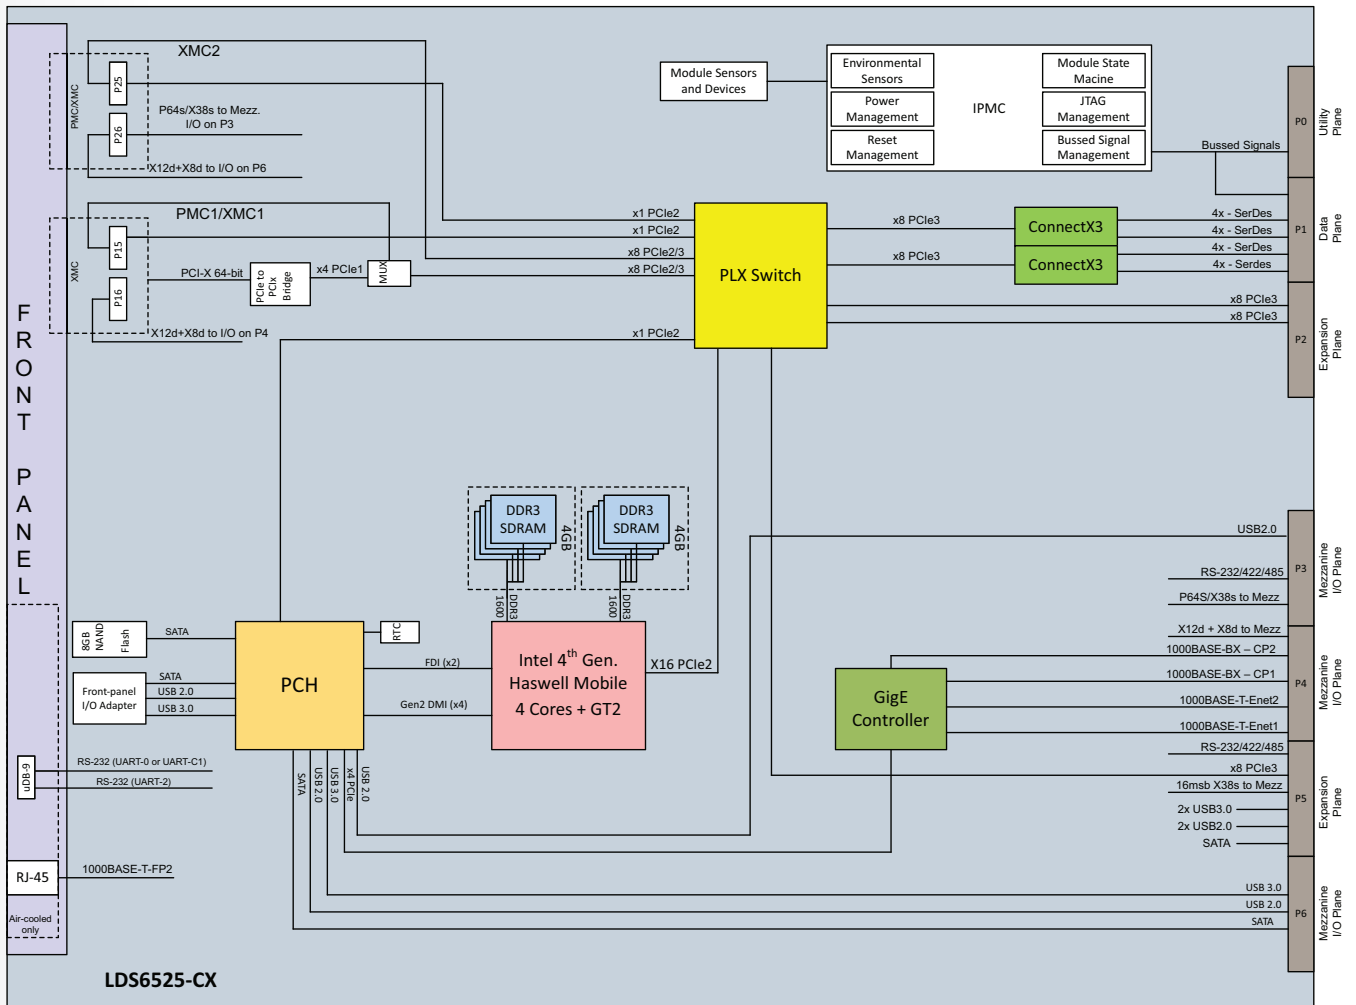 XMC2
PMC/XMC
P25
P26
P64s/X38s to Mezz.
I/O on P3
X12d+X8d to I/O on P6
PMC1/XMC1
XMC
P15
P16
PCI-X 64-bit
PCIe to
PCIx
Bridge
x4 PCIe1
MUX
X12d+X8d to I/O on P4
Module Sensors
and Devices
IPMC
Environmental
Sensors
Power
Management
Reset
Management
Module State
Macine
JTAG
Management
Bussed Signal
Management
Bussed Signals
x1 PCIe2
x1 PCIe2
x8 PCIe2/3
x8 PCIe2/3
x1 PCIe2
PLX Switch
x8 PCIe3
x8 PCIe3
ConnectX3
ConnectX3
4x - SerDes
4x - SerDes
4x - SerDes
4x - Serdes
x8 PCIe3
x8 PCIe3
P0
Utility
Plane
P1
Data
Plane
P2
Expansion
Plane
FRONT PANEL
DDR3
SDRAM
4GB
DDR3
SDRAM
4GB
DDR3
1600
DDR3
1600
8GB
NAND
Flash
SATA
Front-panel
I/O Adapter
SATA
USB 2.0
USB 3.0
PCH
RTC
FDI (x2)
Gen2 DMI (x4)
Intel 4th Gen.
Haswell Mobile
4 Cores + GT2
X16 PCIe2
GigE
Controller
USB2.0
RS-232/422/485
P64S/X38s to Mezz
X12d + X8d to Mezz
1000BASE-BX – CP2
1000BASE-BX – CP1
1000BASE-T-Enet2
1000BASE-T-Enet1
RS-232/422/485
x8 PCIe3
16msb X38s to Mezz
2x USB3.0
2x USB2.0
SATA
P3
Mezzanine
I/O Plane
P4
Mezzanine
I/O Plane
P5
Expansion
Plane
P6
Mezzanine
I/O Plane
uDB-9
RS-232 (UART-0 or UART-C1)
RS-232 (UART-2)
SATA
USB 2.0
USB 3.0
x4 PCIe
USB 2.0
RJ-45
1000BASE-T-FP2
Air-cooled
only
USB 3.0
USB 2.0
SATA
LDS6525-CX